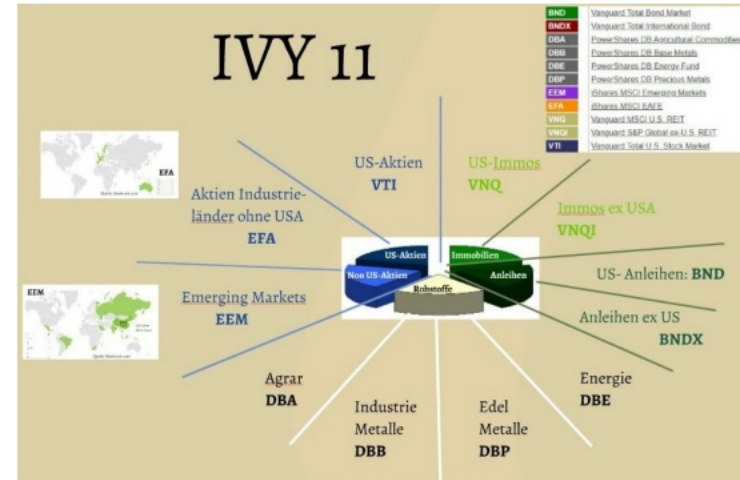 IVY 11
BND Vanguard Total Bond Market
BNDX Vanguard Total International Bond
DBA PowerShares DB Agricultural Commodities
DBB PowerShares DB Base Metals
DBE PowerShares DB Energy Fund
DBP PowerShares DB Precious Metals
EEM iShares MSCI Emerging Markets
EFA iShares MSCI EAFE
VNQ Vanguard MSCI U.S. REIT
VNQI Vanguard S&P Global ex-U.S. REIT
VTI Vanguard Total U.S. Stock Market
EFA
US-Aktien
VTI
US-Immos
VNQ
Aktien Industrie-
länder ohne USA
EFA
Immos ex USA
VNQI
US-Aktien
Immobilien
Non US-Aktien
Anleihen
Rohstoffe
US- Anleihen: BND
EEM
Emerging Markets
EEM
Anleihen ex US
BNDX
Agrar
DBA
Industrie
Metalle
DBB
Edel
Metalle
DBP
Energie
DBE